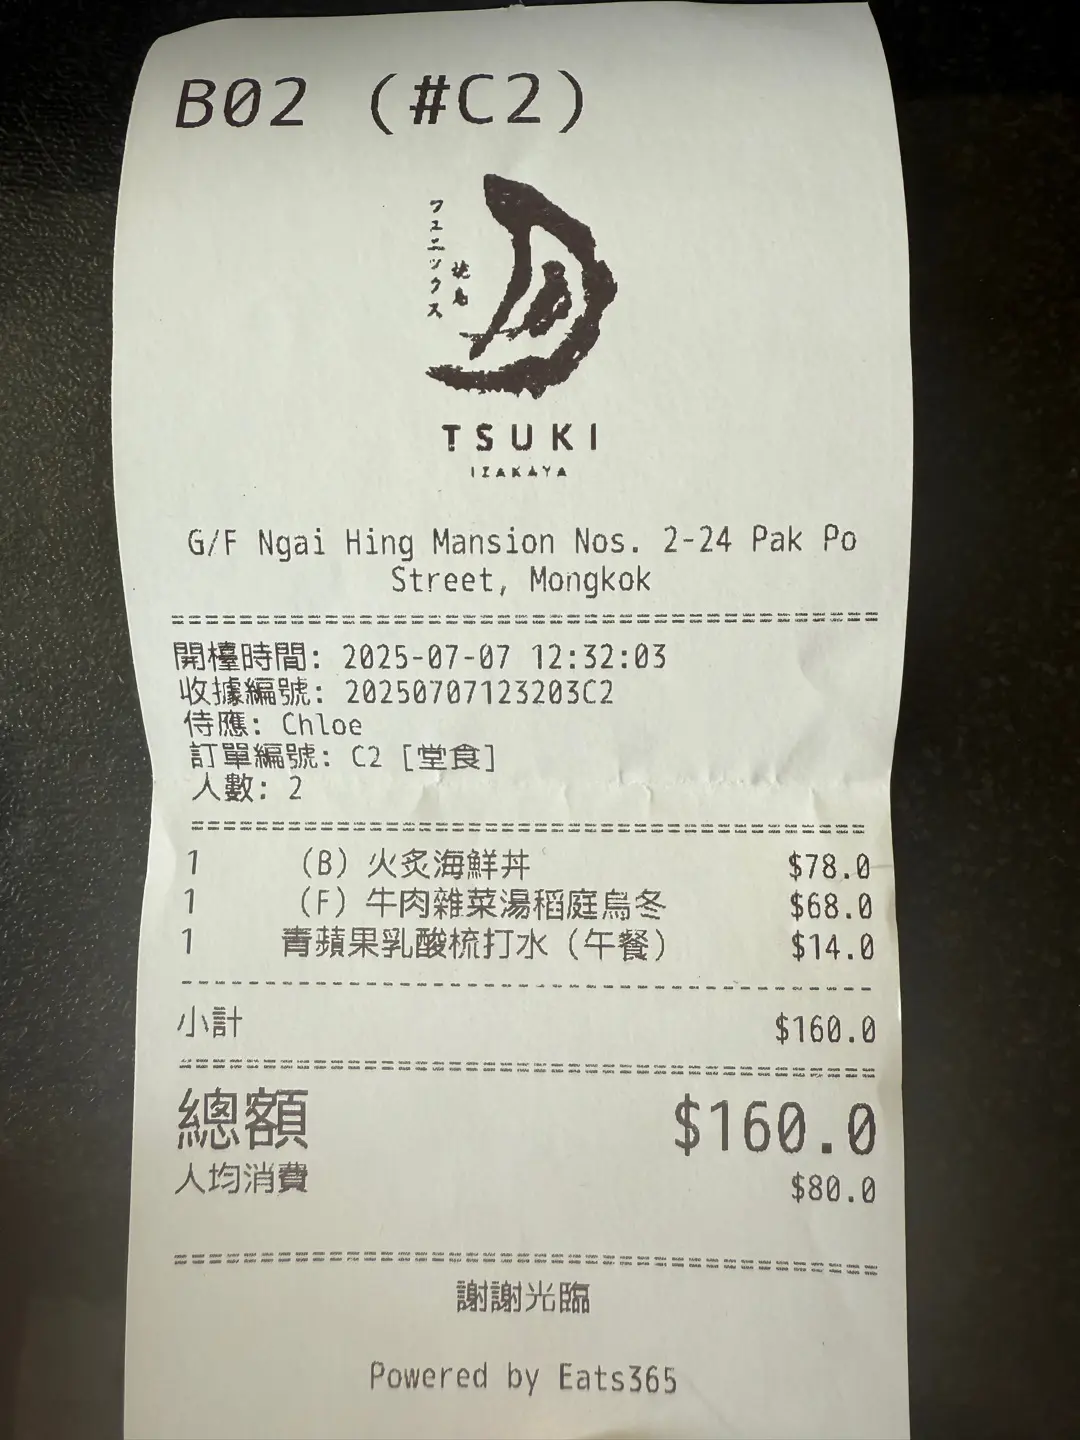 B02 (#C2)
フェニックス
焼鳥
TSUKI
IZAKAYA
G/F Ngai Hing Mansion Nos. 2-24 Pak Po
Street, Mongkok
開檯時間: 2025-07-07 12:32:03
收據編號: 20250707123203C2
侍應: Chloe
訂單編號: C2 [堂食]
人數: 2
1 (B) 火炙海鮮丼 $78.0
1 (F) 牛肉雜菜湯稻庭烏冬 $68.0
1 青蘋果乳酸梳打水 (午餐) $14.0
小計 $160.0
總額 $160.0
人均消費 $80.0
謝謝光臨
Powered by Eats365